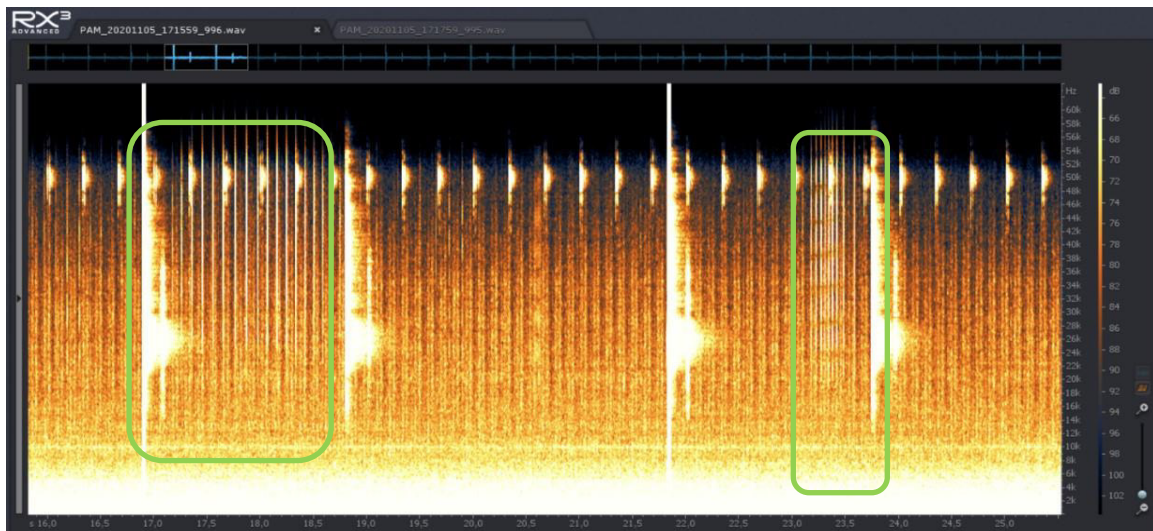 RX3
ADVANCED
PAM_20201105_171559_996.wav × PAM_20201105_171759_995.wav
Hz dB
60k
58k
56k
54k
52k
50k
48k
46k
44k
42k
40k
38k
36k
34k
32k
30k
28k
26k
24k
22k
20k
18k
16k
14k
12k
10k
8k
6k
4k
2k
66
68
70
72
74
76
78
80
82
84
86
88
90
92
94
96
98
100
102
s 16,0 16,5 17,0 17,5 18,0 18,5 19,0 19,5 20,0 20,5 21,0 21,5 22,0 22,5 23,0 23,5 24,0 24,5 25,0